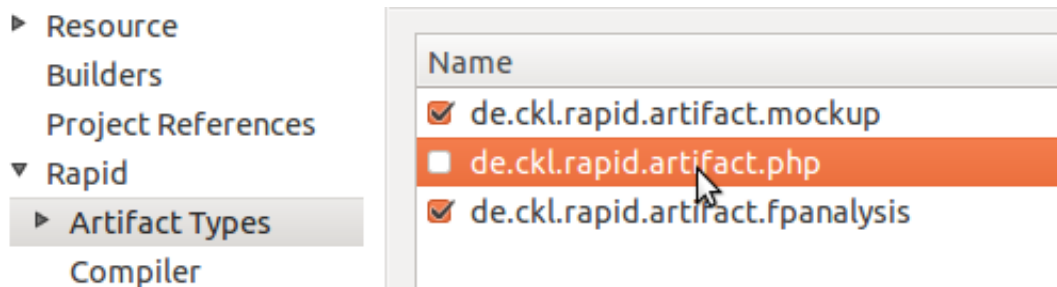 Resource
Builders
Project References
Rapid
Artifact Types
Compiler
Name
de.ckl.rapid.artifact.mockup
de.ckl.rapid.artifact.php
de.ckl.rapid.artifact.fpanalysis